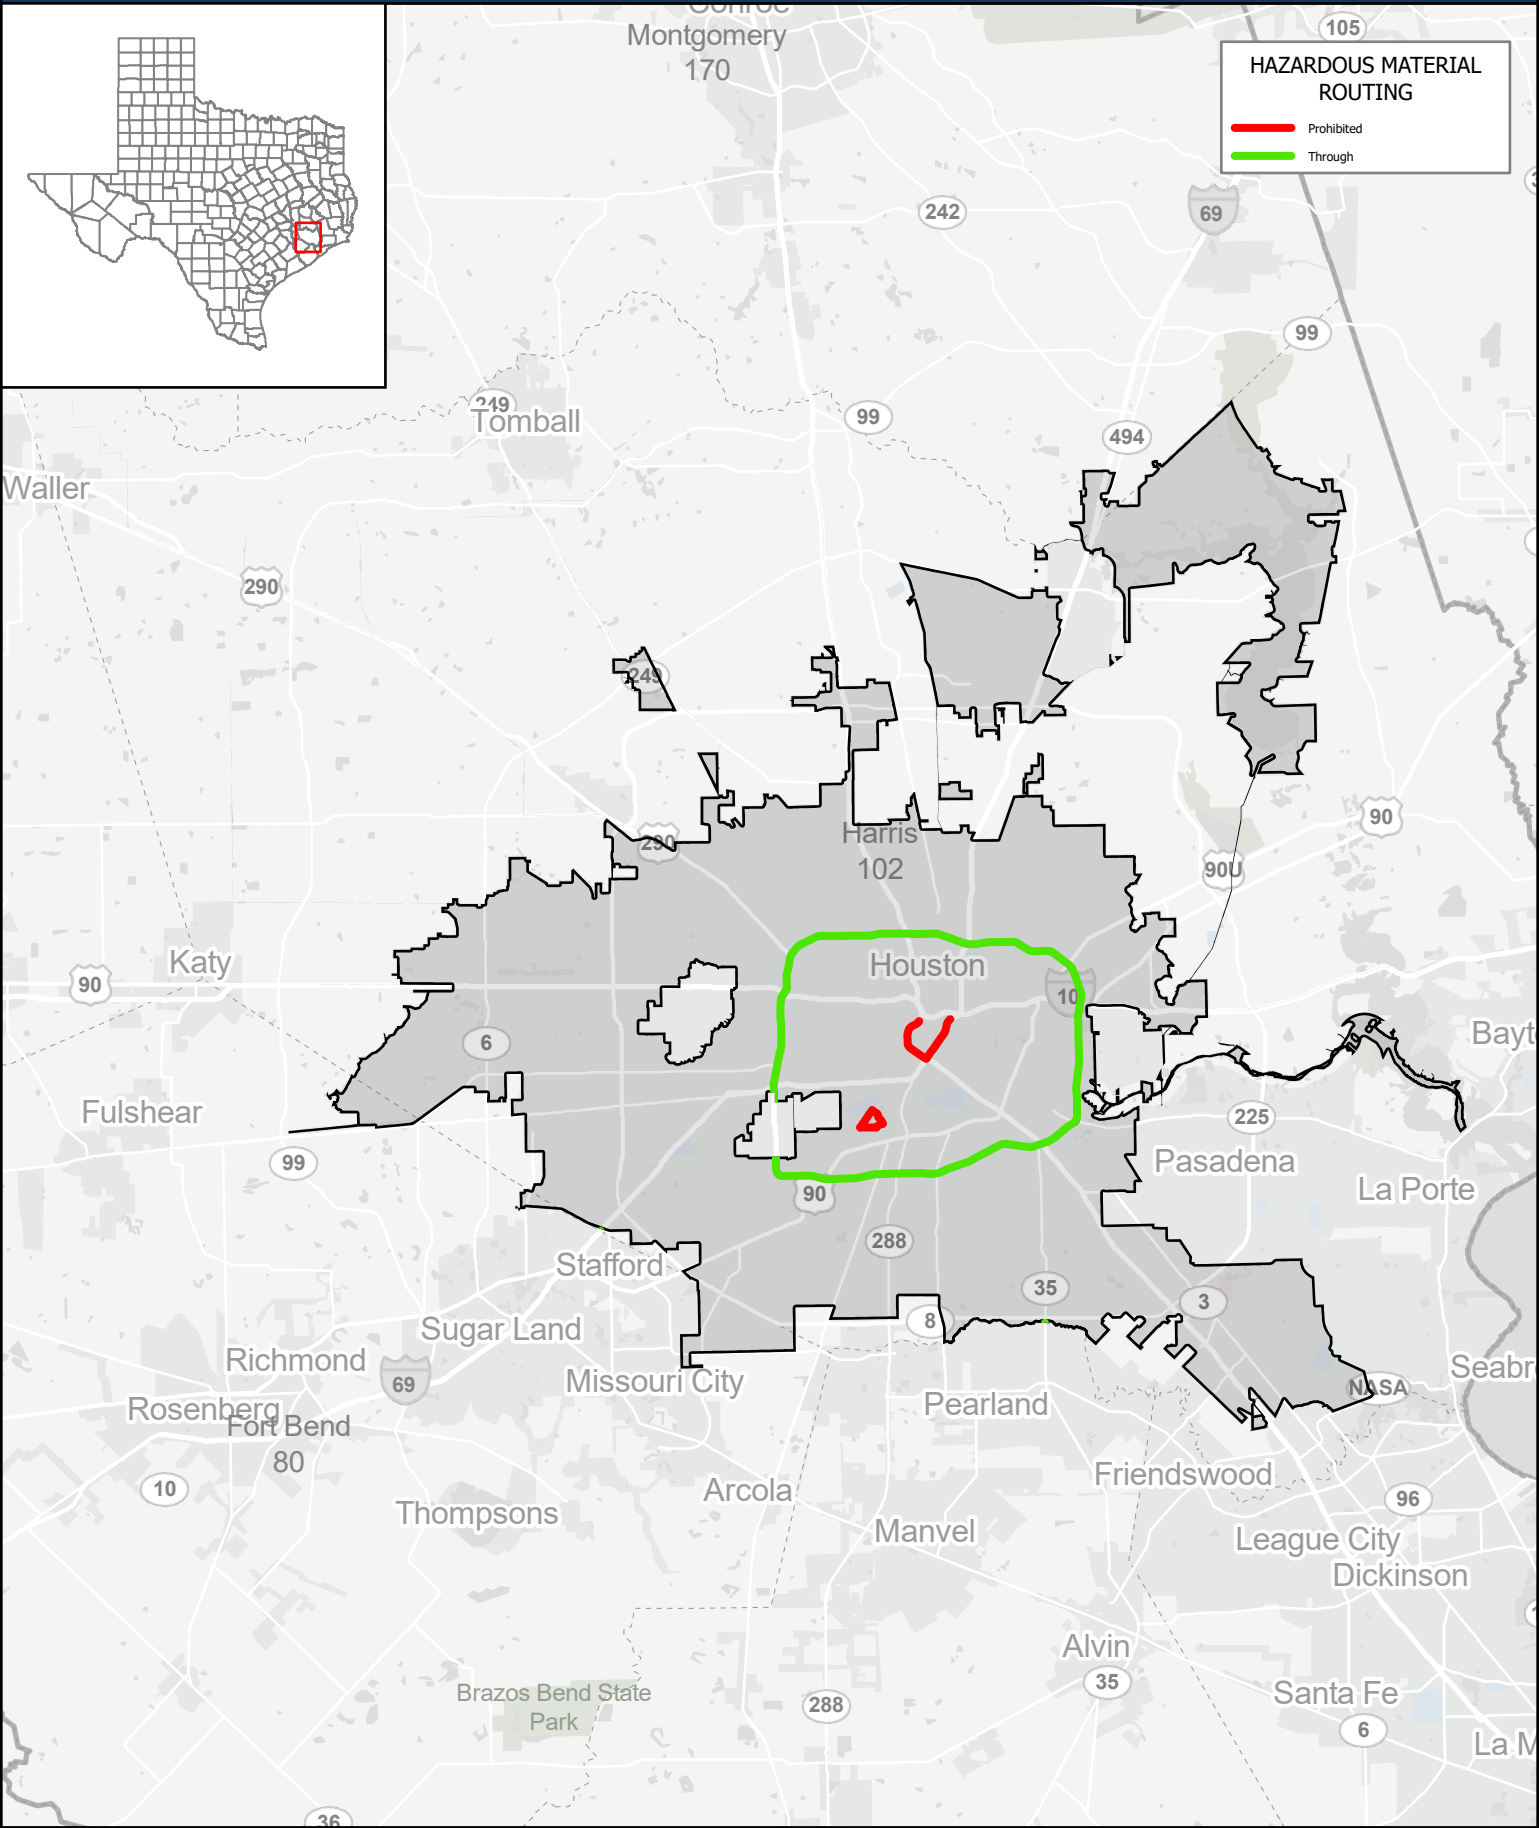 Conroe
Montgomery
170
105
HAZARDOUS MATERIAL
ROUTING
Prohibited
Through
242
69
99
249
Tomball
99
494
Waller
290
249
290
Harris
102
90
90U
Katy
90
Houston
10
6
Bayt
Fulshear
225
99
Pasadena
La Porte
90
288
Stafford
35
3
8
Sugar Land
Richmond
69
Missouri City
NASA
Seabr
Rosenberg
Fort Bend
80
Pearland
10
Arcola
Friendswood
96
Thompsons
Manvel
League City
Dickinson
Alvin
35
Brazos Bend State
Park
288
Santa Fe
6
La M
36